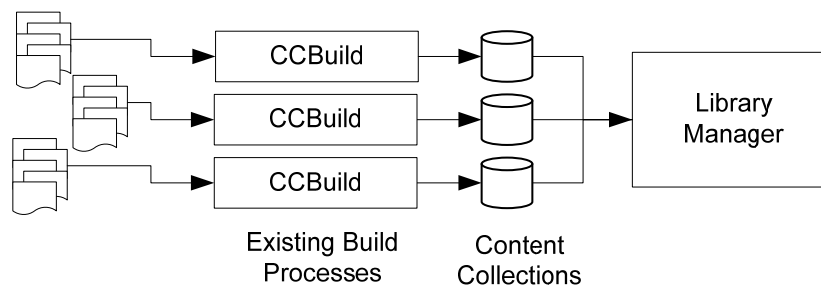 CCBuild
CCBuild
CCBuild
Library
Manager
Existing Build
Processes
Content
Collections